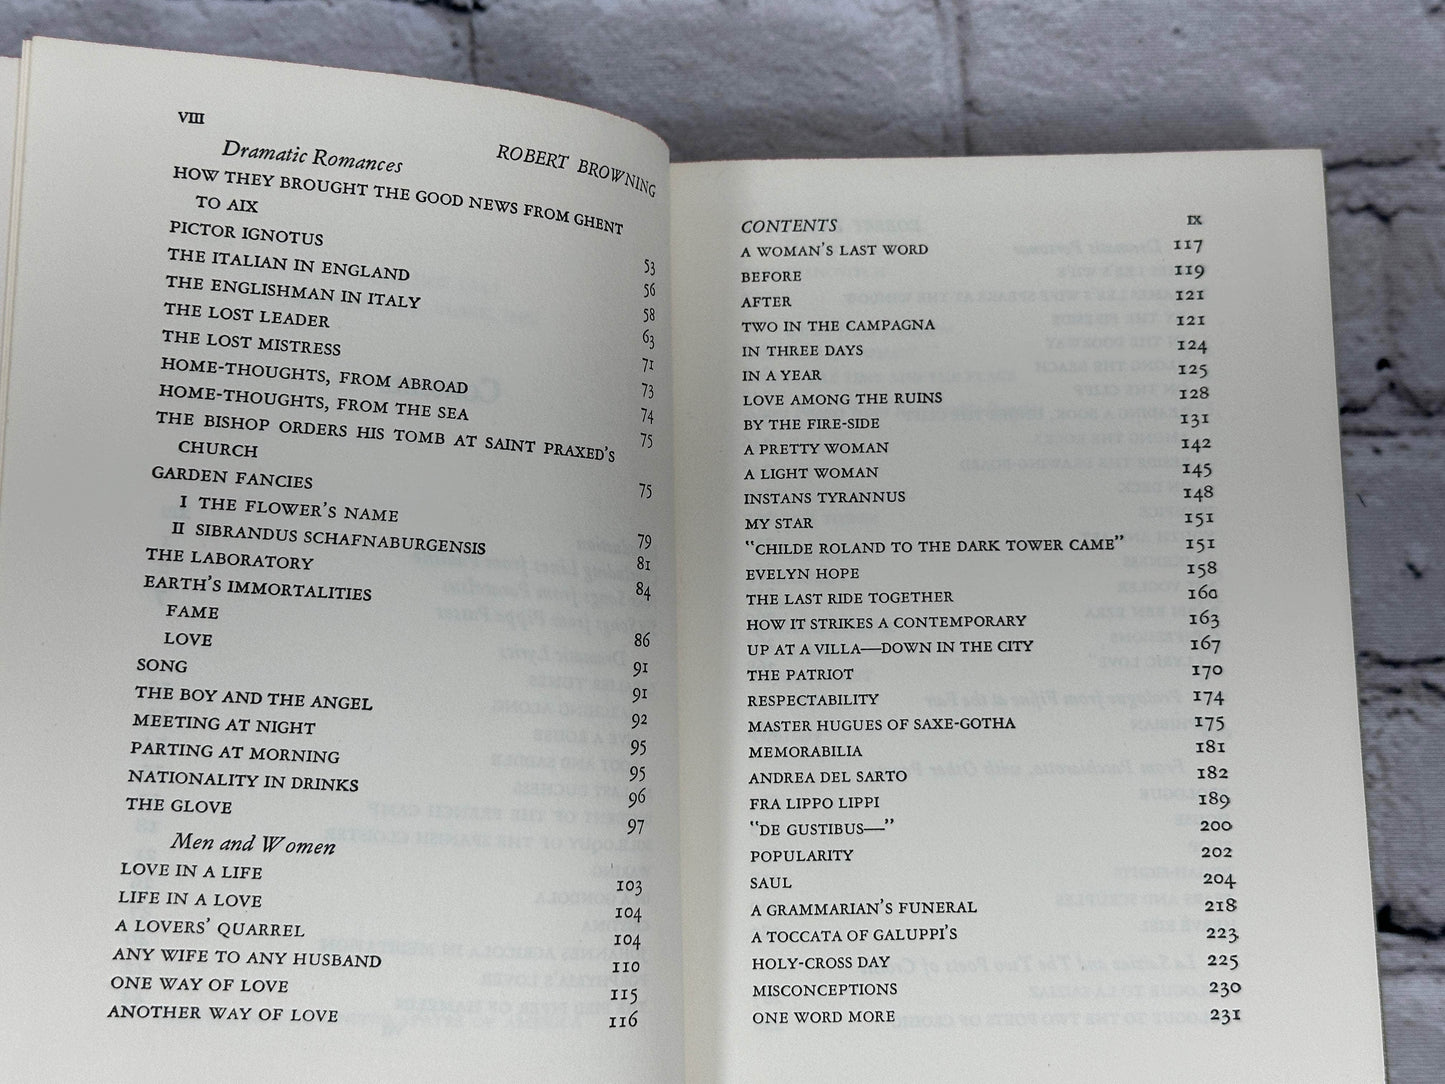 VIII
ROBERT BROWNING
Dramatic Romances
HOW THEY BROUGHT THE GOOD NEWS FROM GHENT
TO AIX 53
PICTOR IGNOTUS 56
THE ITALIAN IN ENGLAND 58
THE ENGLISHMAN IN ITALY 63
THE LOST LEADER 71
THE LOST MISTRESS 73
HOME-THOUGHTS, FROM ABROAD 74
HOME-THOUGHTS, FROM THE SEA 75
THE BISHOP ORDERS HIS TOMB AT SAINT PRAXED'S
CHURCH 75
GARDEN FANCIES
I THE FLOWER'S NAME 79
II SIBRANDUS SCHAFNABURGENSIS 81
THE LABORATORY 84
EARTH'S IMMORTALITIES
FAME 86
LOVE 91
SONG 91
THE BOY AND THE ANGEL 92
MEETING AT NIGHT 95
PARTING AT MORNING 95
NATIONALITY IN DRINKS 96
THE GLOVE 97
Men and Women
LOVE IN A LIFE 103
LIFE IN A LOVE 104
A LOVERS' QUARREL 104
ANY WIFE TO ANY HUSBAND 110
ONE WAY OF LOVE 115
ANOTHER WAY OF LOVE 116
CONTENTS IX
A WOMAN'S LAST WORD 117
BEFORE 119
AFTER 121
TWO IN THE CAMPAGNA 121
IN THREE DAYS 124
IN A YEAR 125
LOVE AMONG THE RUINS 128
BY THE FIRE-SIDE 131
A PRETTY WOMAN 142
A LIGHT WOMAN 145
INSTANS TYRANNUS 148
MY STAR 151
"CHILDE ROLAND TO THE DARK TOWER CAME" 151
EVELYN HOPE 158
THE LAST RIDE TOGETHER 160
HOW IT STRIKES A CONTEMPORARY 163
UP AT A VILLA—DOWN IN THE CITY 167
THE PATRIOT 170
RESPECTABILITY 174
MASTER HUGUES OF SAXE-GOTHA 175
MEMORABILIA 181
ANDREA DEL SARTO 182
FRA LIPPO LIPPI 189
"DE GUSTIBUS—" 200
POPULARITY 202
SAUL 204
A GRAMMARIAN'S FUNERAL 218
A TOCCATA OF GALUPPI'S 223
HOLY-CROSS DAY 225
MISCONCEPTIONS 230
ONE WORD MORE 231